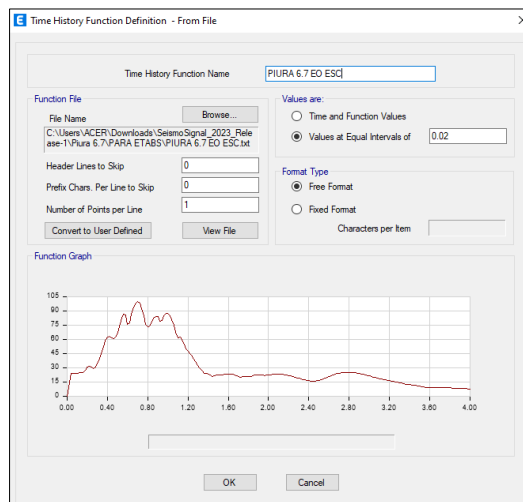 E Time History Function Definition - From File
Time History Function Name
PIURA 6.7 EO ESC
Function File
File Name
Browse...
C:\Users\ACER\Downloads\SeismoSignal_2023_Rele
ase-1\Piura 6.7\PARA ETABS\PIURA 6.7 EO ESC.txt
Header Lines to Skip
0
Prefix Chars. Per Line to Skip
0
Number of Points per Line
1
Convert to User Defined
View File
Values are:
Time and Function Values
Values at Equal Intervals of
0.02
Format Type
Free Format
Fixed Format
Characters per Item
Function Graph
105
90
75
60
45
30
15
0
0.00 0.40 0.80 1.20 1.60 2.00 2.40 2.80 3.20 3.60 4.00
OK
Cancel